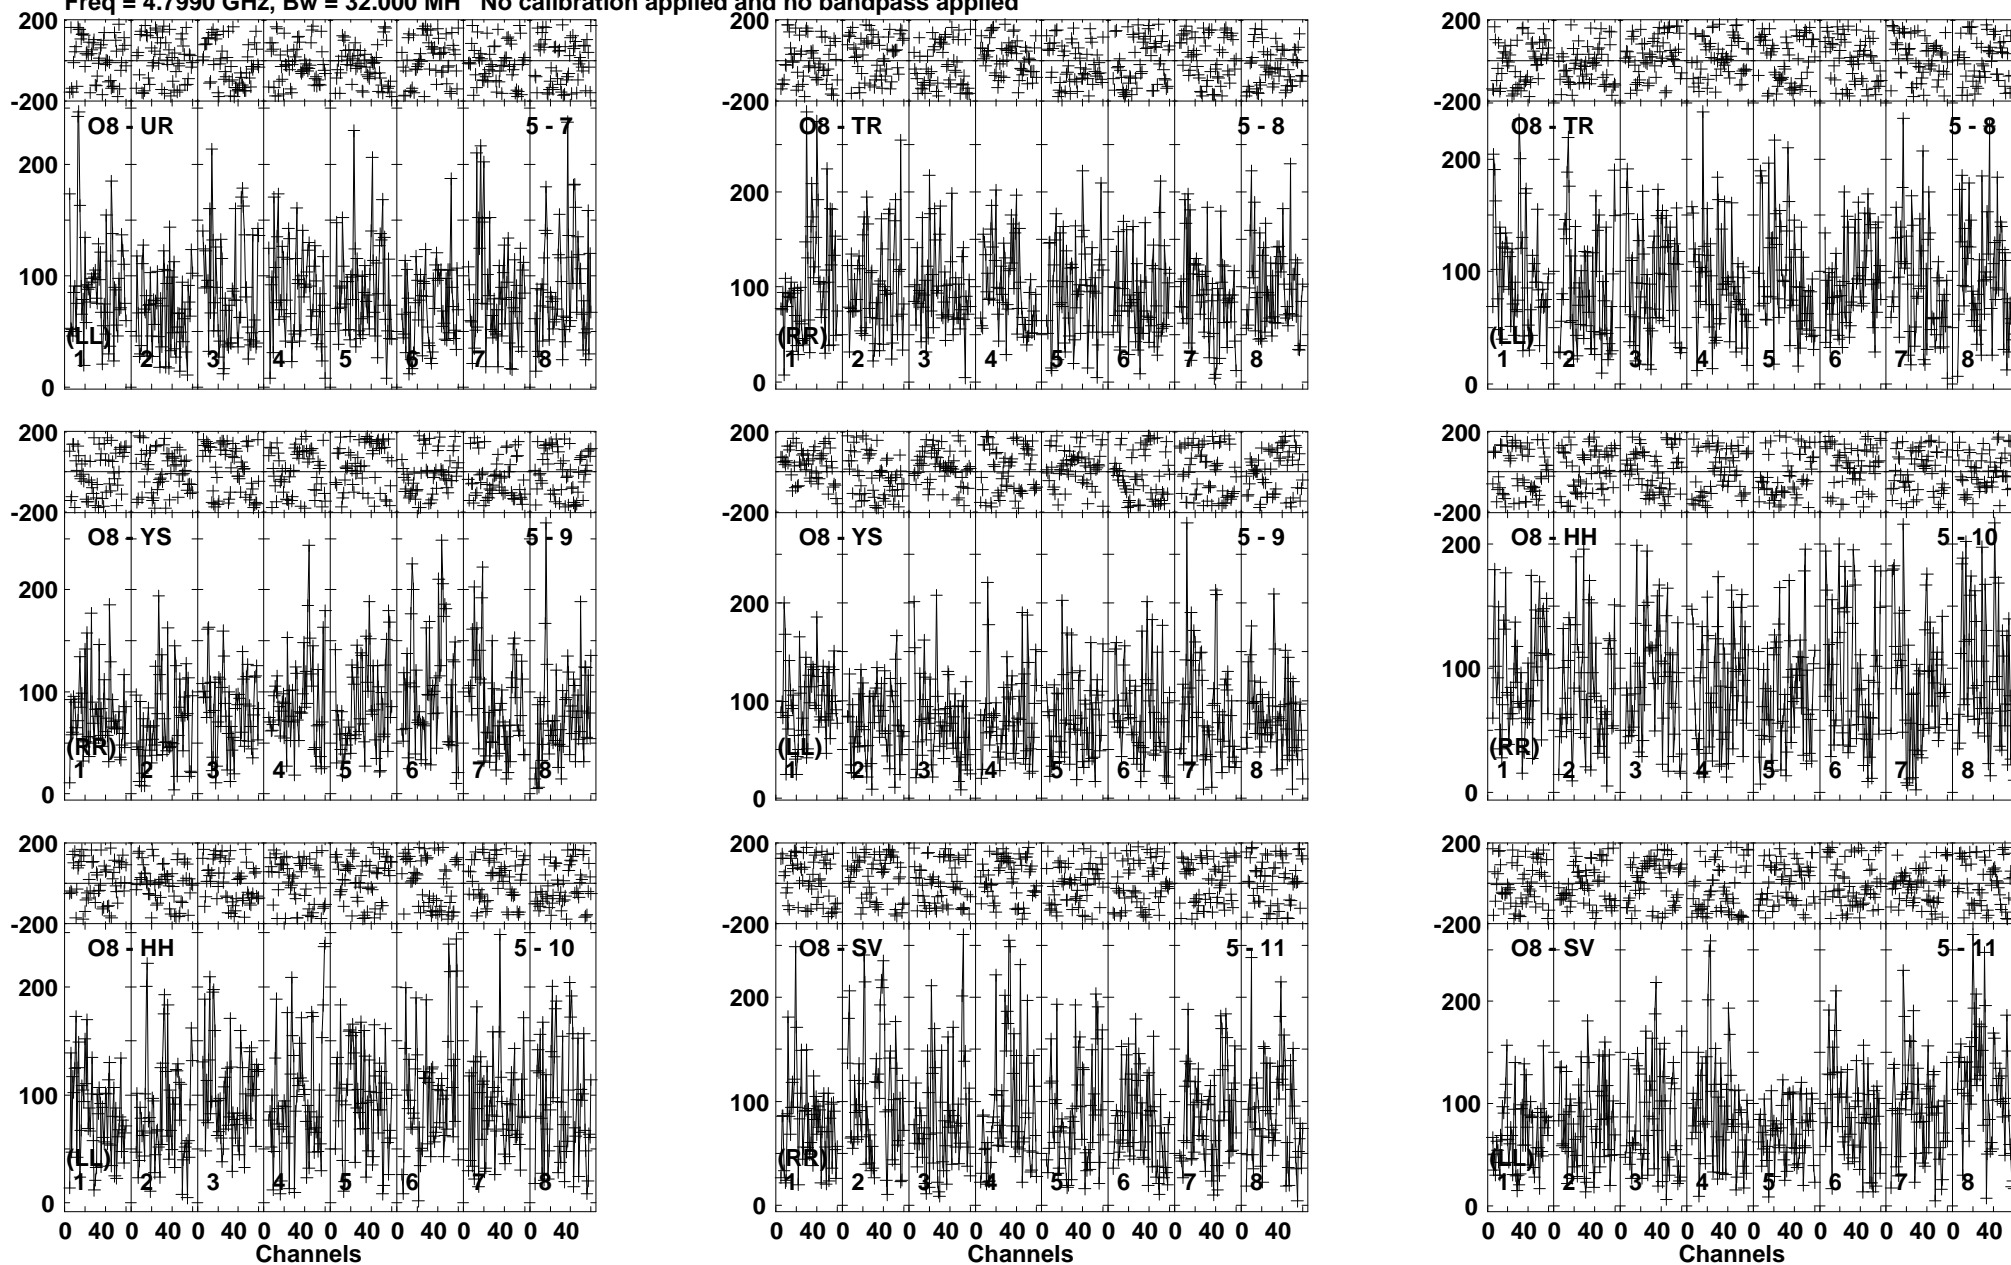 Freq = 4.7990 GHz, Bw = 32.000 MH No calibration applied and no bandpass applied
200 200 200
-200 -200 -200
O8 - UR 5 - 7 O8 - TR 5 - 8 O8 - TR 5 - 8
200 200 200
100 100 100
(LL) (RR) (LL)
1 2 3 4 5 6 7 8 1 2 3 4 5 6 7 8 1 2 3 4 5 6 7 8
0 0 0
200 200 200
-200 -200 -200
O8 - YS 5 - 9 O8 - YS 5 - 9 O8 - HH 5 - 10
200 200 200
100 100 100
(RR) (LL) (RR)
1 2 3 4 5 6 7 8 1 2 3 4 5 6 7 8 1 2 3 4 5 6 7 8
0 0 0
200 200 200
-200 -200 -200
O8 - HH 5 - 10 O8 - SV 5 - 11 O8 - SV 5 - 11
200 200 200
100 100 100
(LL) (RR) (LL)
1 2 3 4 5 6 7 8 1 2 3 4 5 6 7 8 1 2 3 4 5 6 7 8
0 0 0
0 40 0 40 0 40 0 40 0 40 0 40 0 40 0 40 0 40 0 40 0 40 0 40 0 40 0 40 0 40 0 40 0 40 0 40 0 40 0 40 0 40 0 40 0 40 0 40
Channels Channels Channels